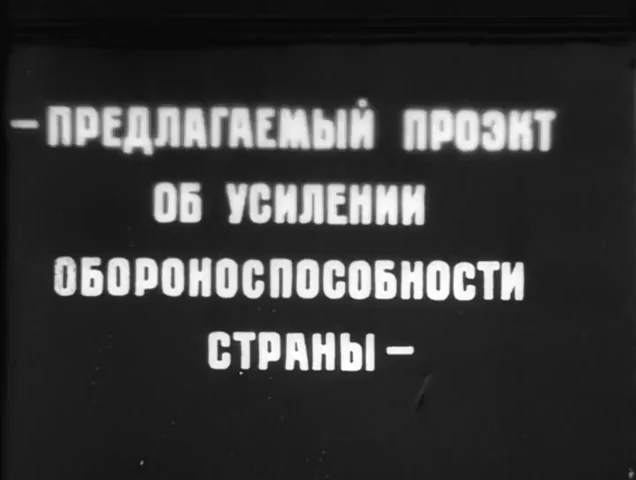 – ПРЕДЛАГАЕМЫЙ ПРОЭКТ
ОБ УСИЛЕНИИ
ОБОРОНОСПОСОБНОСТИ
СТРАНЫ –